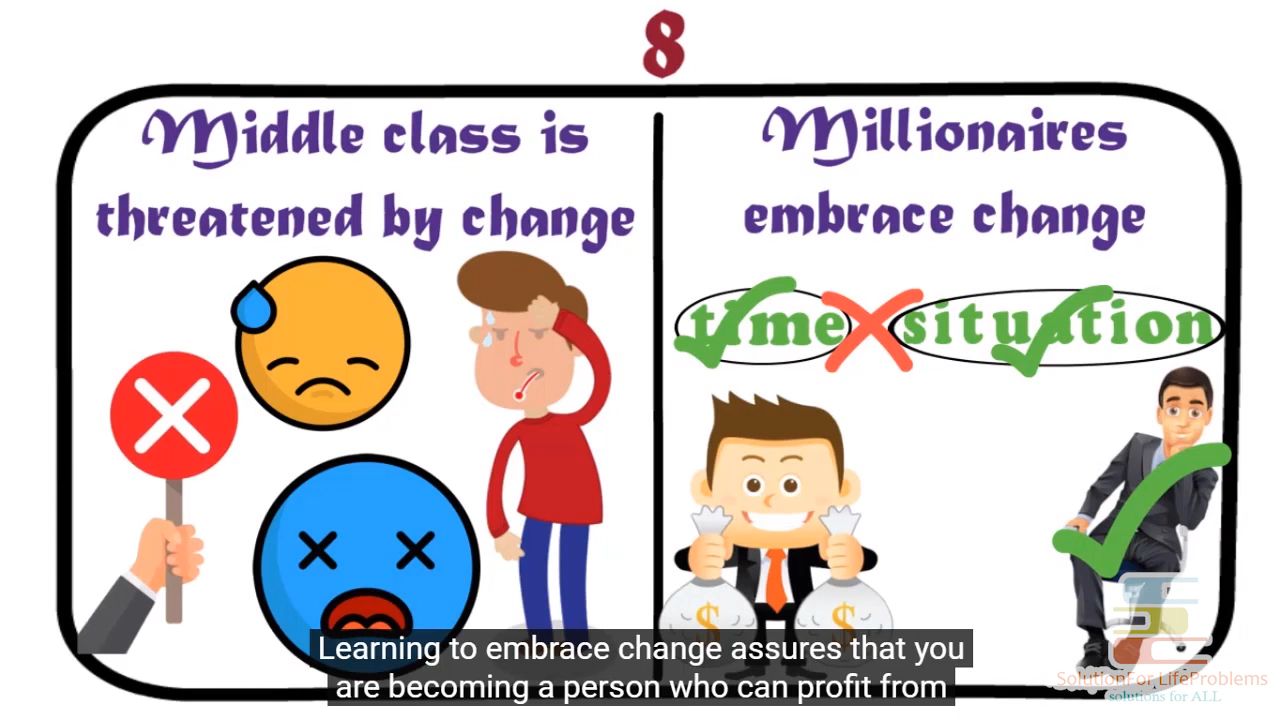 8
Middle class is
threatened by change
Millionaires
embrace change
time
situation
$
$
Learning to embrace change assures that you
are becoming a person who can profit from
SolutionFor LifeProblems
solutions for ALL